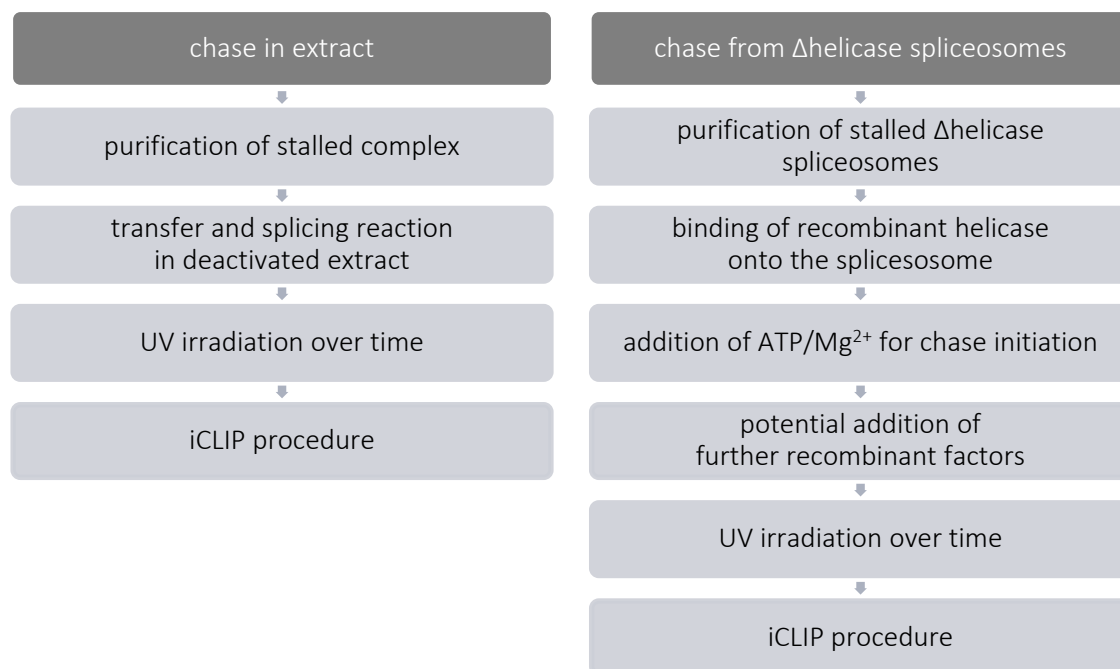 chase in extract
purification of stalled complex
transfer and splicing reaction
in deactivated extract
UV irradiation over time
iCLIP procedure
chase from Δhelicase spliceosomes
purification of stalled Δhelicase
spliceosomes
binding of recombinant helicase
onto the splicesosome
addition of ATP/Mg²⁺ for chase initiation
potential addition of
further recombinant factors
UV irradiation over time
iCLIP procedure